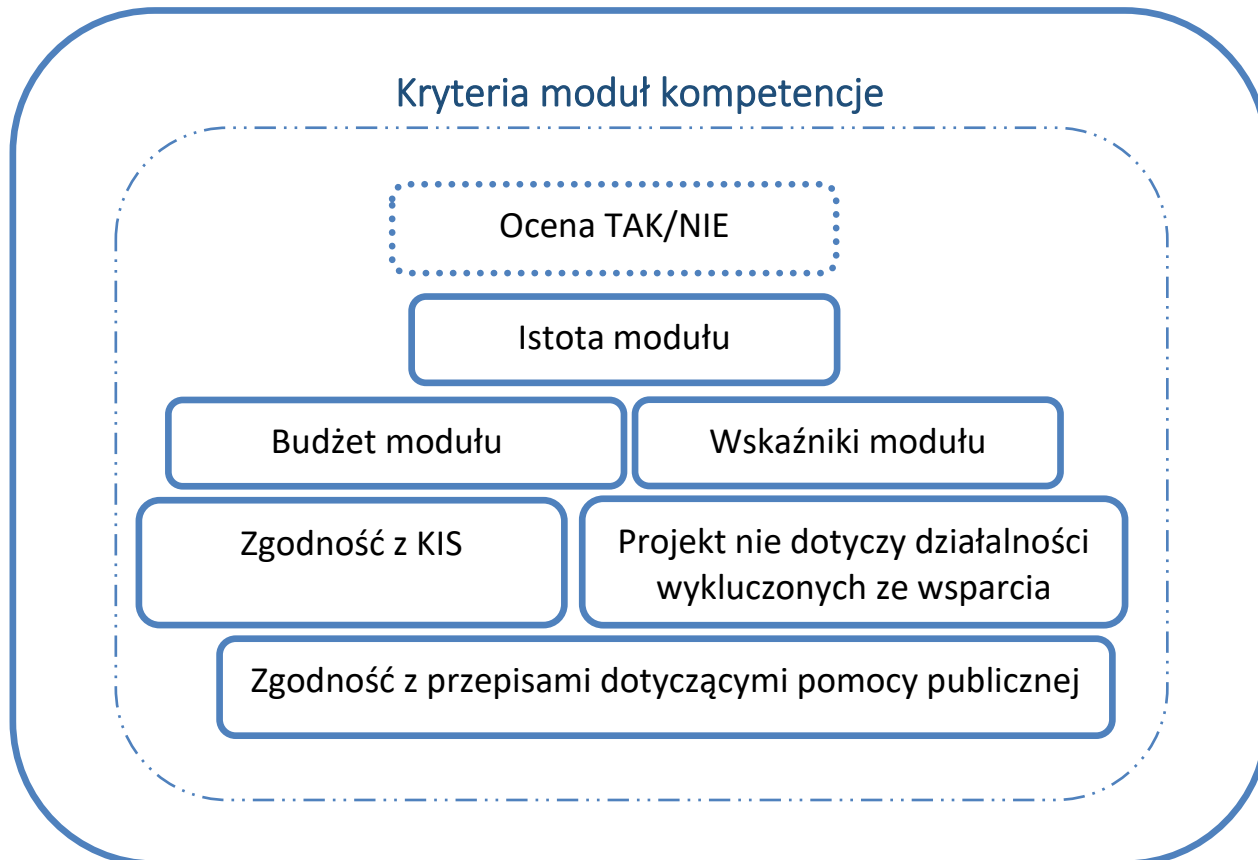 Kryteria moduł kompetencje
Ocena TAK/NIE
Istota modułu
Budżet modułu
Wskaźniki modułu
Zgodność z KIS
Projekt nie dotyczy działalności
wykluczonych ze wsparcia
Zgodność z przepisami dotyczącymi pomocy publicznej